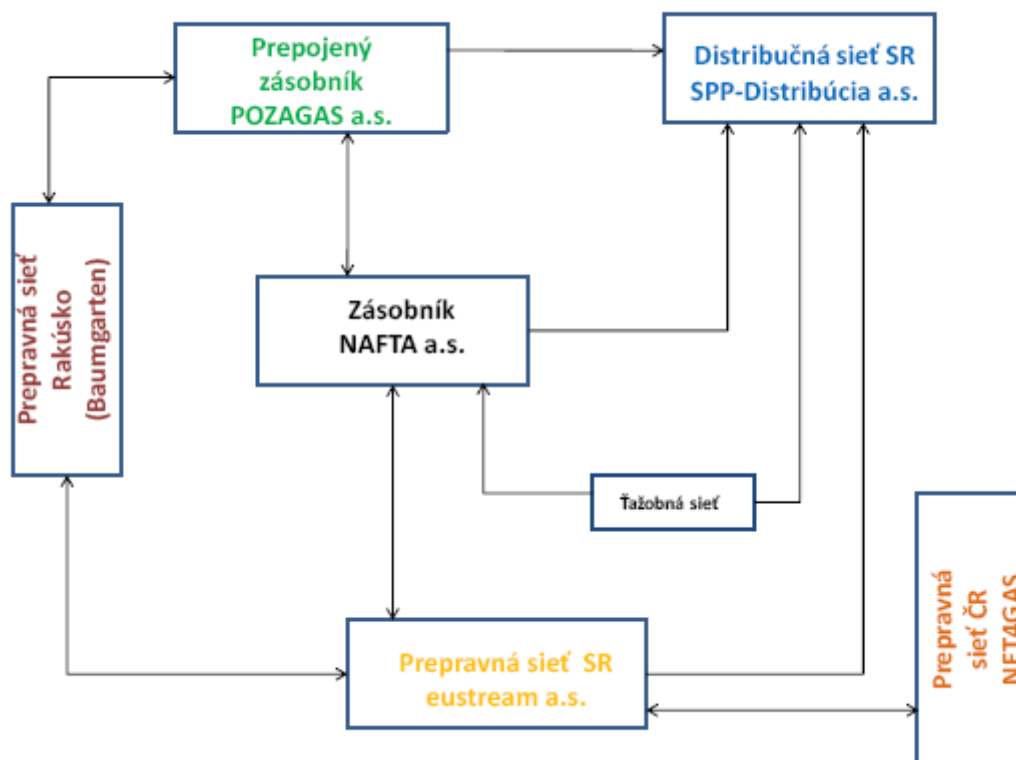 Prepojený
zásobník
POZAGAS a.s.
Distribučná sieť SR
SPP-Distribúcia a.s.
Prepravná sieť
Rakúsko
(Baumgarten)
Zásobník
NAFTA a.s.
Ťažobná sieť
Prepravná sieť SR
eustream a.s.
Prepravná
sieť ČR
NET4GAS